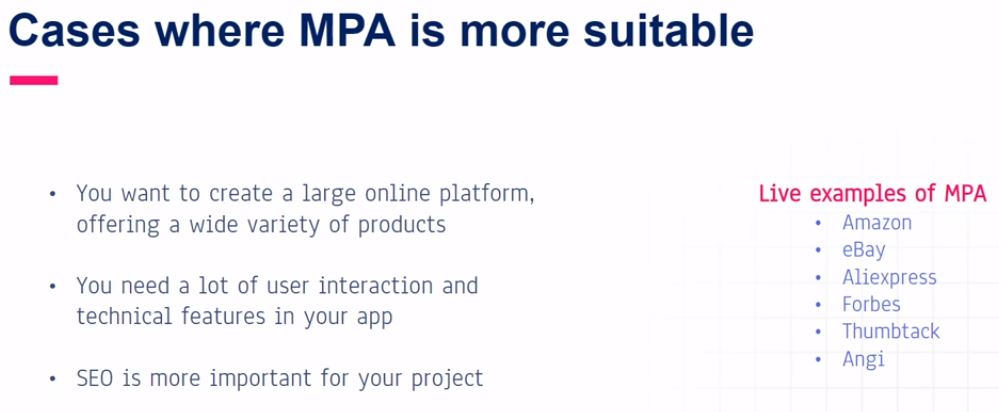 Cases where MPA is more suitable
• You want to create a large online platform,
offering a wide variety of products
• You need a lot of user interaction and
technical features in your app
• SEO is more important for your project
Live examples of MPA
• Amazon
• eBay
• Aliexpress
• Forbes
• Thumbtack
• Angi